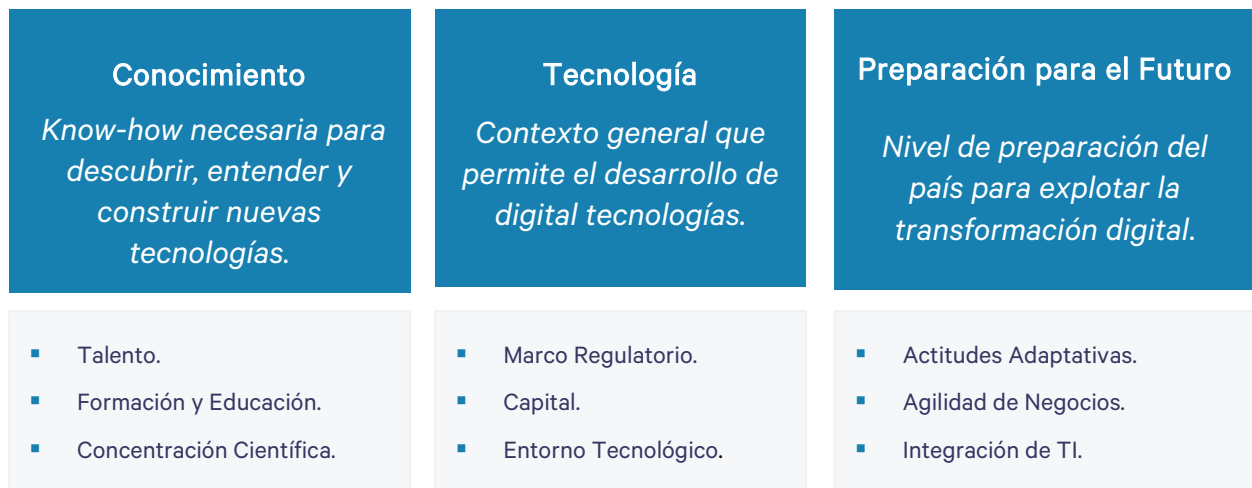 Conocimiento
Know-how necesaria para
descubrir, entender y
construir nuevas
tecnologías.
Talento.
Formación y Educación.
Concentración Científica.
Tecnología
Contexto general que
permite el desarrollo de
digital tecnologías.
Marco Regulatorio.
Capital.
Entorno Tecnológico.
Preparación para el Futuro
Nivel de preparación del
país para explotar la
transformación digital.
Actitudes Adaptativas.
Agilidad de Negocios.
Integración de TI.